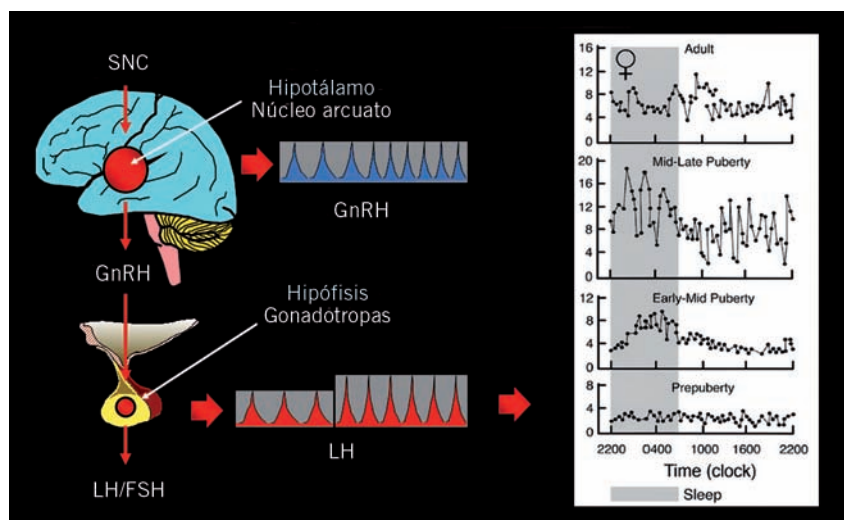 SNC
Hipotálamo
Núcleo arcuato
GnRH
GnRH
Hipófisis
Gonadótropas
LH
LH/FSH
Adult
16
12
8
4
0
Mid-Late Puberty
20
16
12
8
4
0
Early-Mid Puberty
12
8
4
0
Prepuberty
8
4
0
2200 0400 1000 1600 2200
Time (clock)
Sleep